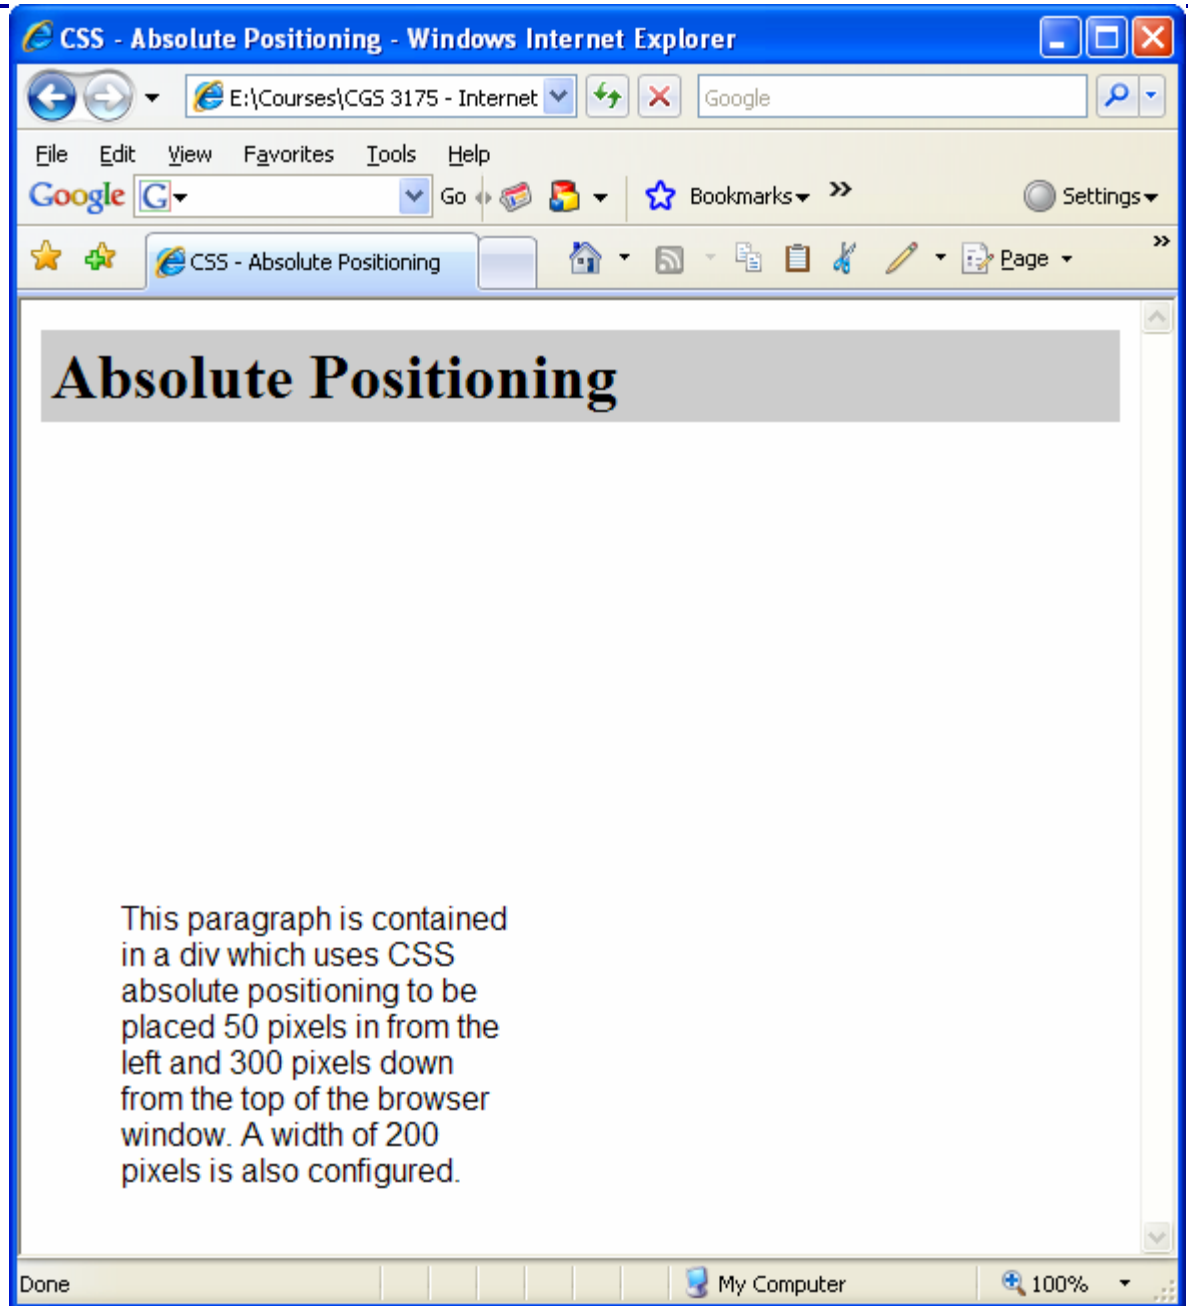 CSS - Absolute Positioning - Windows Internet Explorer
E:\Courses\CGS 3175 - Internet Google
File Edit View Favorites Tools Help
Google G Go Bookmarks Settings
CSS - Absolute Positioning Page
Absolute Positioning
This paragraph is contained
in a div which uses CSS
absolute positioning to be
placed 50 pixels in from the
left and 300 pixels down
from the top of the browser
window. A width of 200
pixels is also configured.
Done My Computer 100%